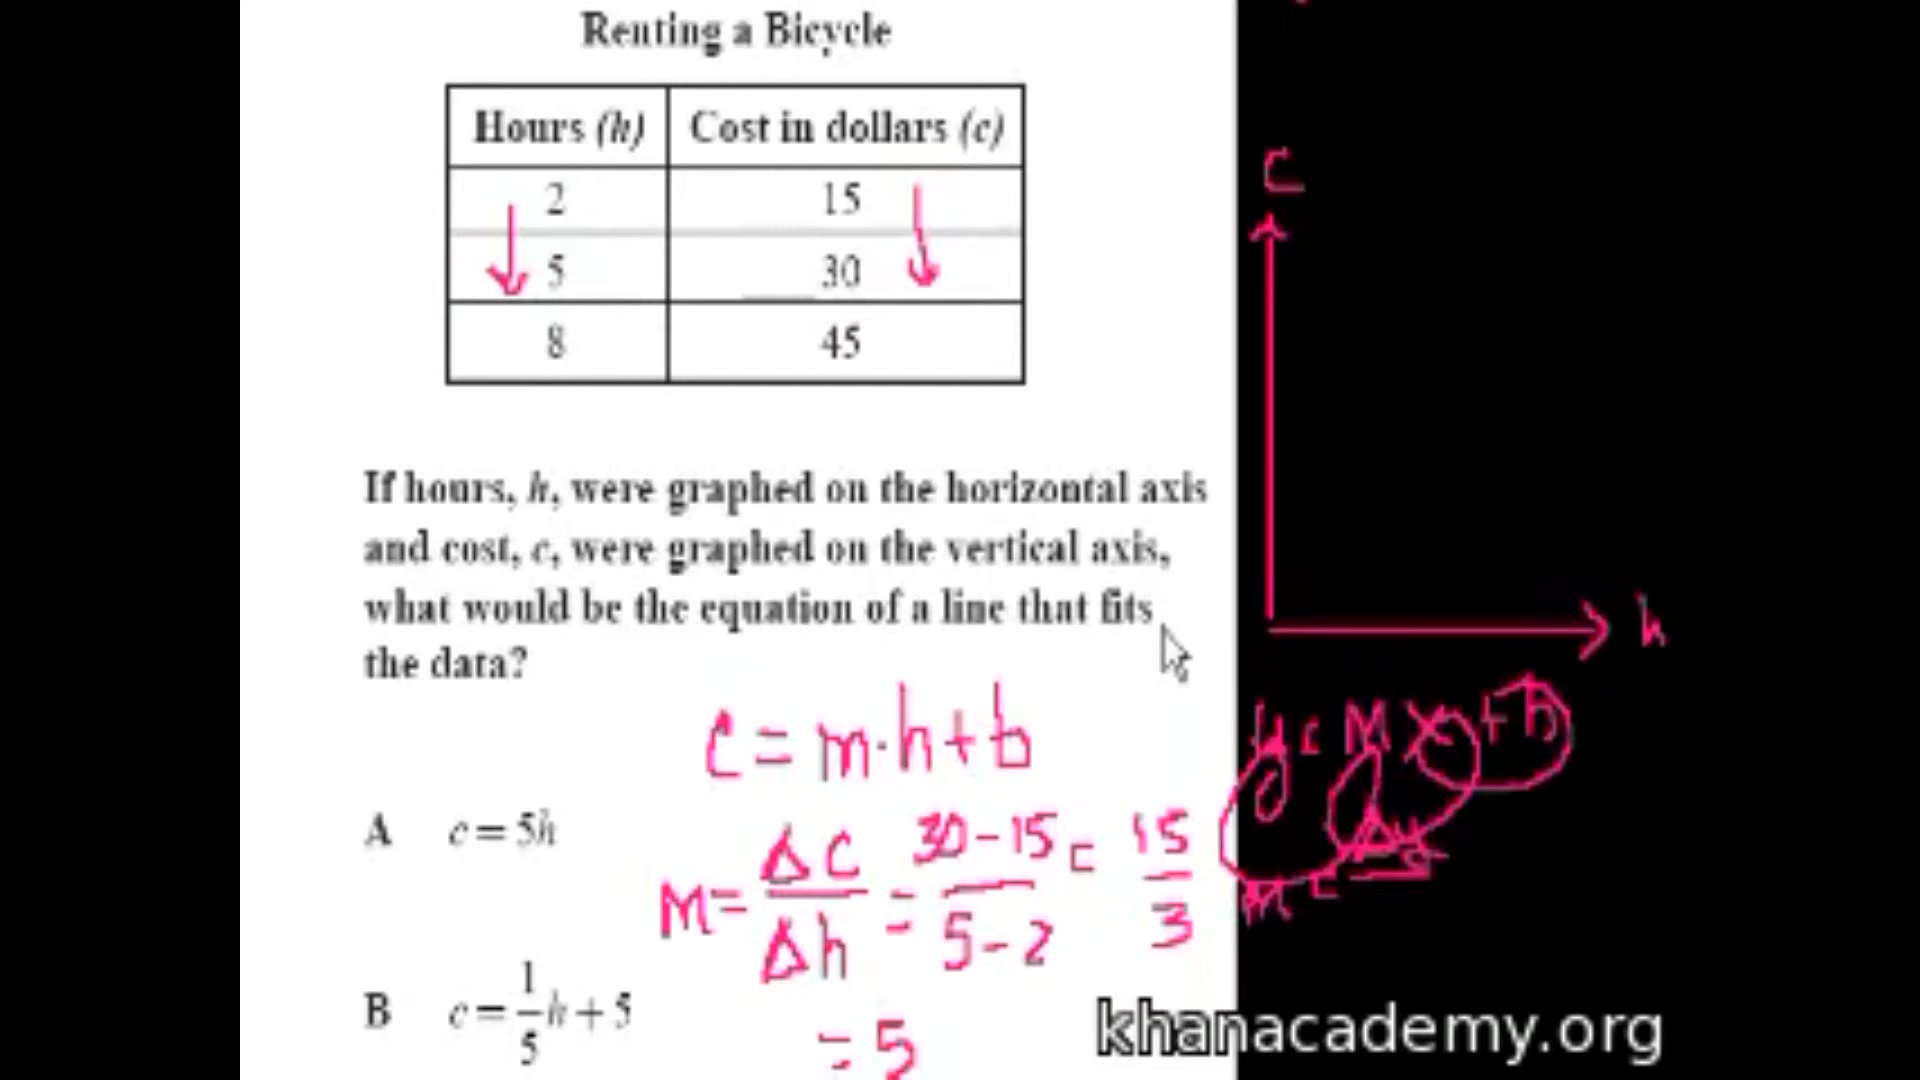 Renting a Bicycle
Hours (h) Cost in dollars (c)
2 15
5 30
8 45
C
If hours, h, were graphed on the horizontal axis
and cost, c, were graphed on the vertical axis,
what would be the equation of a line that fits
the data?
h
c = m·h+b
A c = 5h
m = Δc/Δh = 30-15/5-2 = 15/3
B c = 1/5 h + 5
= 5
khanacademy.org